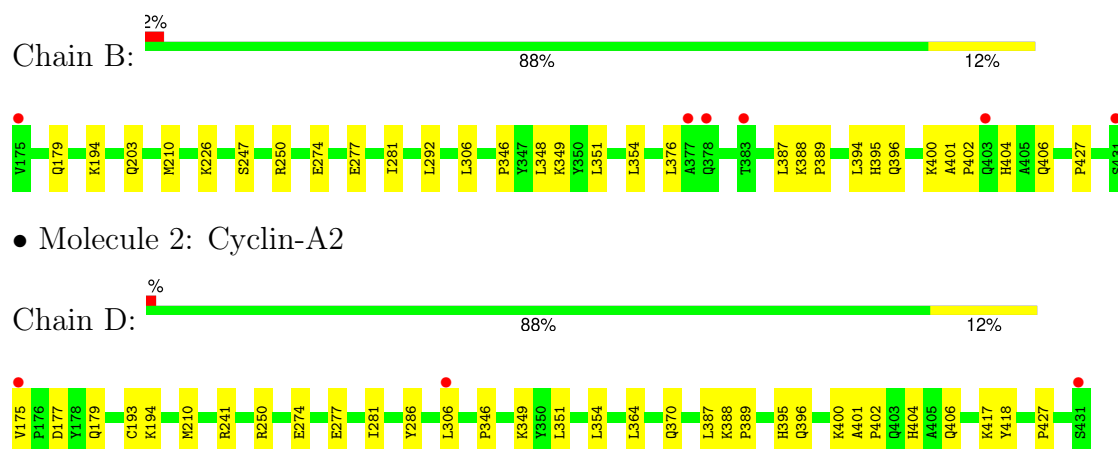 2%
Chain B:
88% 12%
V175 Q179 K194 Q203 M210 K226 S247 R250 E274 E277 I281 L292 L306 P346 Y347 L348 K349 Y350 L351 L354 L376 A377 Q378 T383 L387 K388 P389 L394 H395 Q396 K400 A401 P402 Q403 H404 A405 Q406 P427 S431
• Molecule 2: Cyclin-A2
%
Chain D:
88% 12%
V175 P176 D177 Y178 Q179 C193 K194 M210 R241 R250 E274 E277 I281 Y286 L306 P346 K349 Y350 L351 L354 L364 Q370 L387 K388 P389 H395 Q396 K400 A401 P402 Q403 H404 A405 Q406 K417 Y418 P427 S431